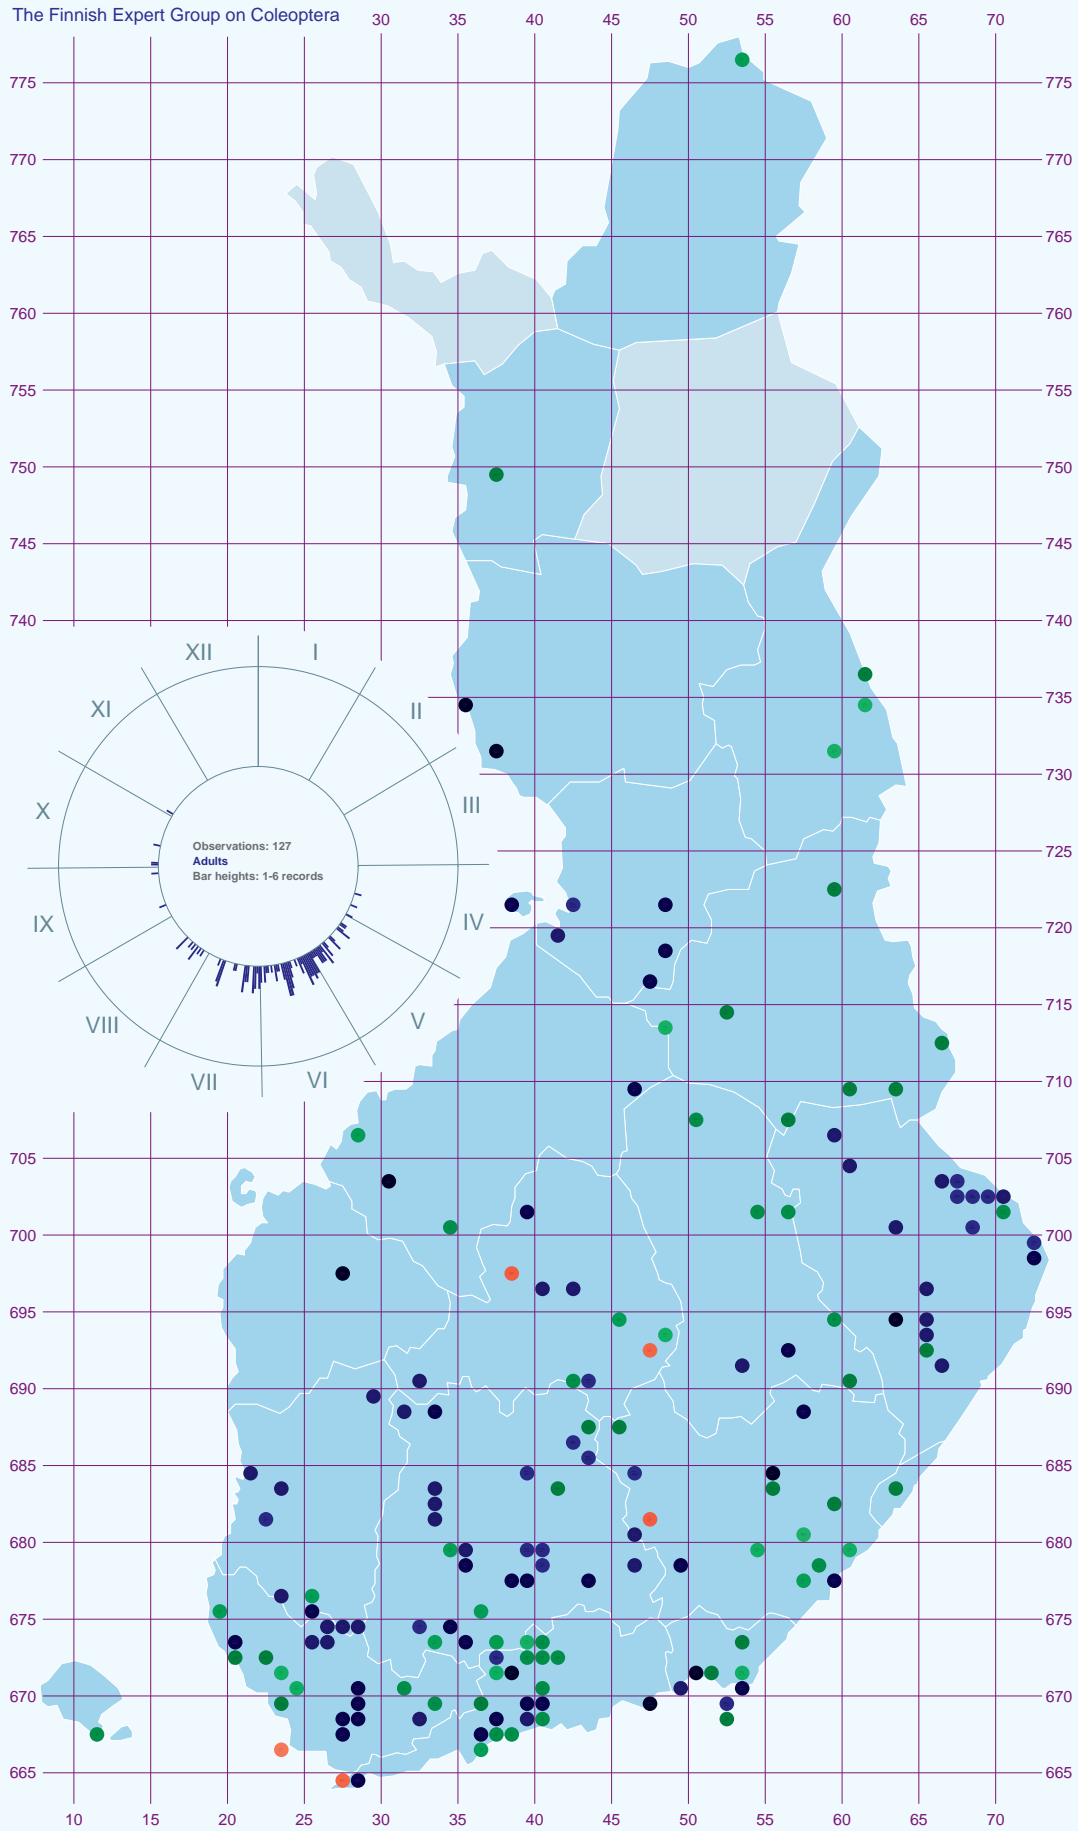 The Finnish Expert Group on Coleoptera
30 40 45 50 55 60 65 70
775 775
770 770
765 765
760 760
755 755
750 750
745 745
740 740
XII I
XI II
735
X III
730
Observations: 127
Adults
Bar heights: 1-6 records
725
IX IV
720
VIII V
715
VII VI
710
705 705
700 700
695 695
690 690
685 685
680 680
675 675
670 670
665 665
10 15 20 25 30 35 40 45 50 55 60 65 70